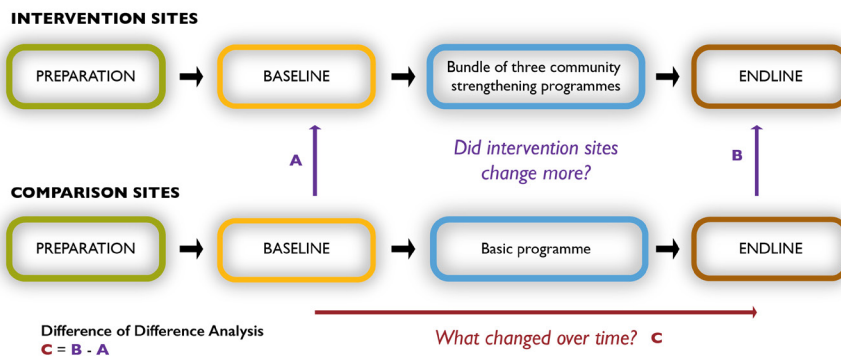 INTERVENTION SITES
PREPARATION
BASELINE
Bundle of three community
strengthening programmes
ENDLINE
A
Did intervention sites
change more?
B
COMPARISON SITES
PREPARATION
BASELINE
Basic programme
ENDLINE
What changed over time? C
Difference of Difference Analysis
C = B - A